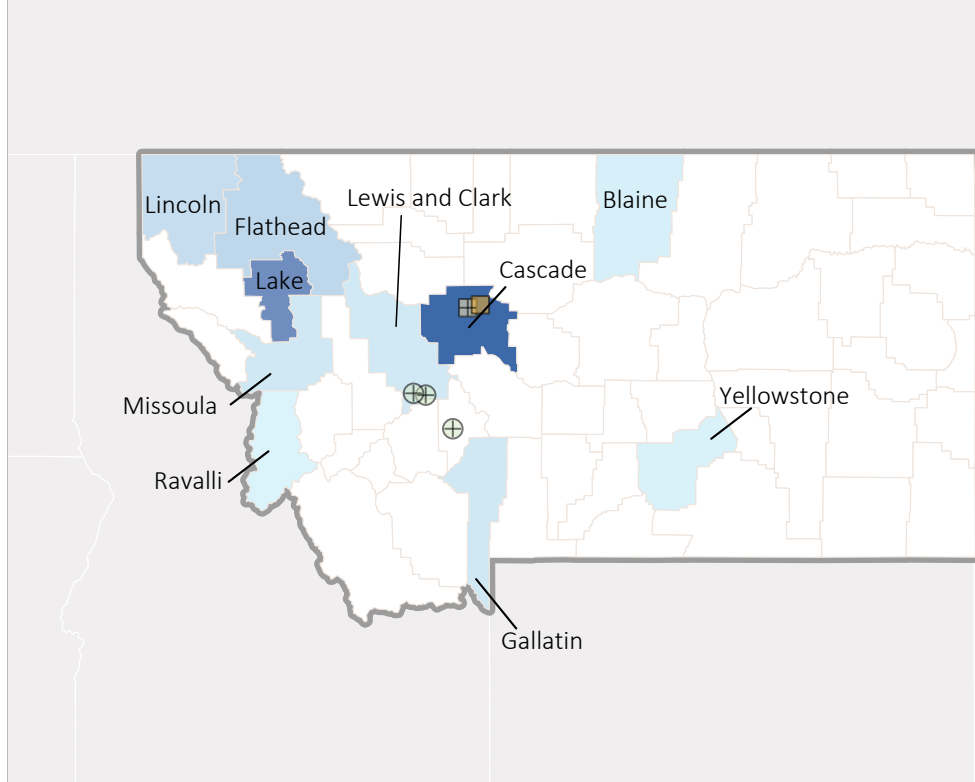 Lewis and Clark
Blaine
Lincoln
Flathead
Cascade
Lake
Yellowstone
Missoula
Ravalli
Gallatin